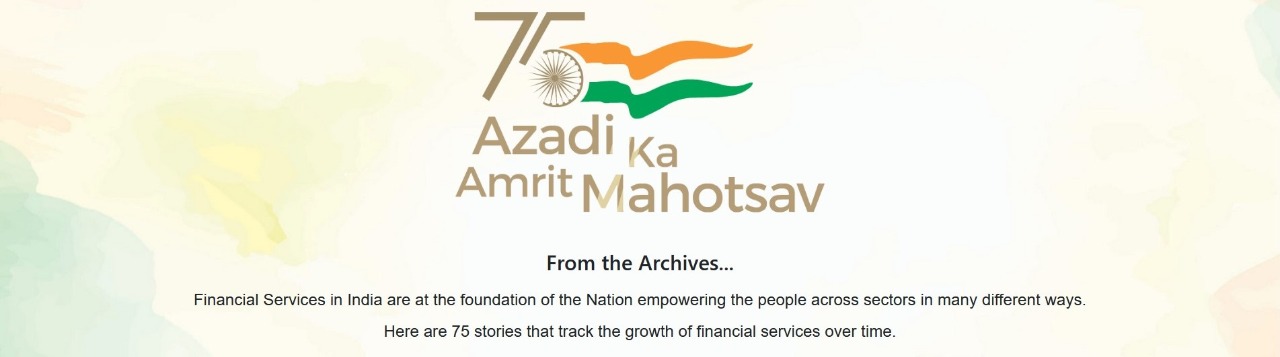 75
Azadi Ka
Amrit Mahotsav
From the Archives...
Financial Services in India are at the foundation of the Nation empowering the people across sectors in many different ways.
Here are 75 stories that track the growth of financial services over time.